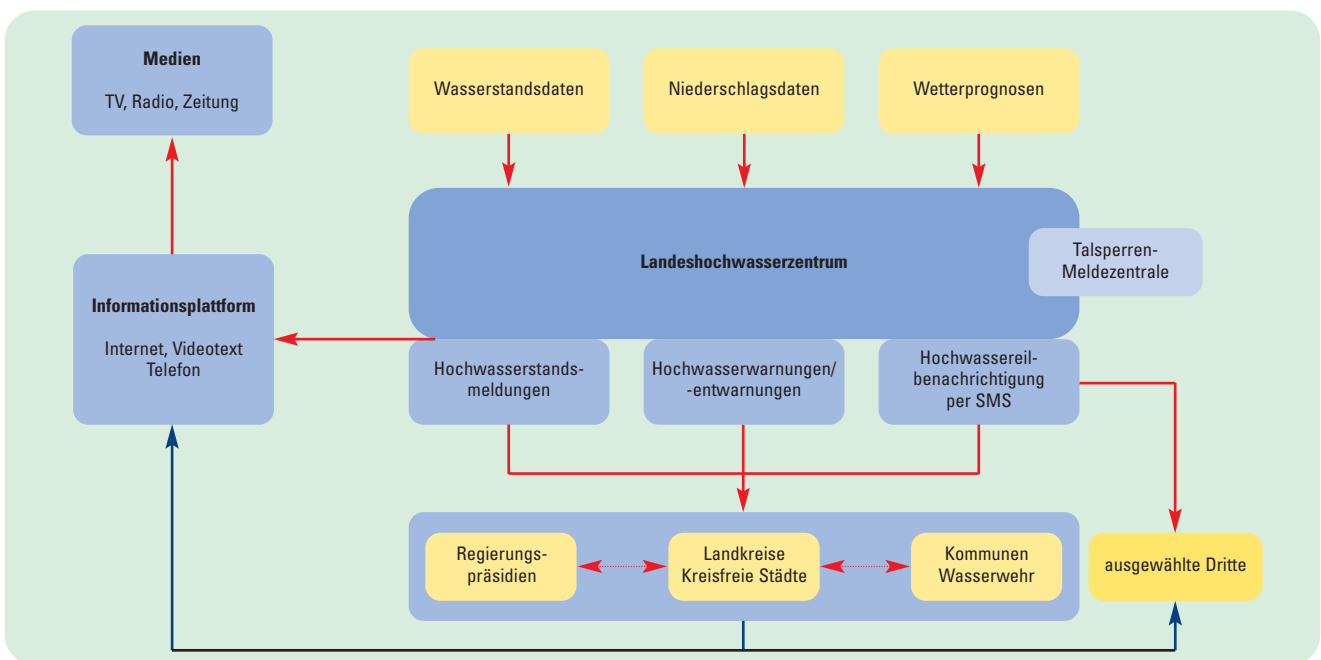 Medien
TV, Radio, Zeitung
Wasserstandsdaten
Niederschlagsdaten
Wetterprognosen
Landeshochwasserzentrum
Talsperren-
Meldezentrale
Informationsplattform
Internet, Videotext
Telefon
Hochwasserstands-
meldungen
Hochwasserwarnungen/
-entwarnungen
Hochwassereil-
benachrichtigung
per SMS
Regierungs-
präsidien
Landkreise
Kreisfreie Städte
Kommunen
Wasserwehr
ausgewählte Dritte